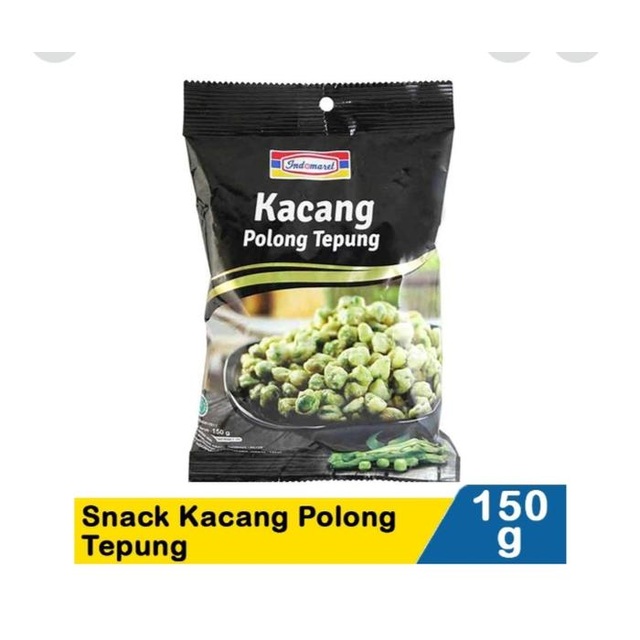 Indomaret
Kacang
Polong Tepung
150 g
Snack Kacang Polong
Tepung
150
g